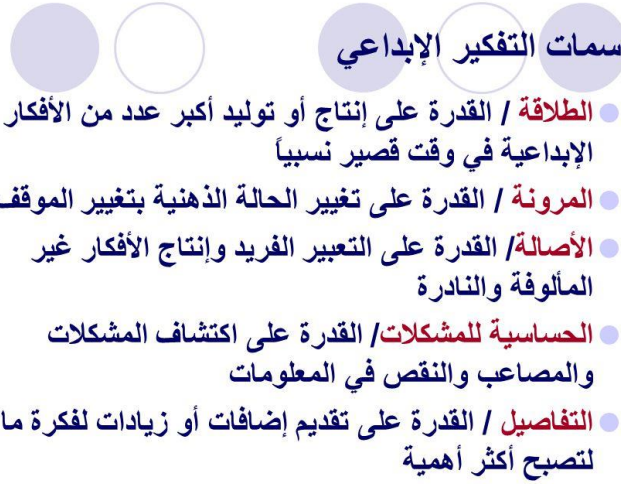 سمات التفكير الإبداعي
الطلاقة / القدرة على إنتاج أو توليد أكبر عدد من الأفكار
الإبداعية في وقت قصير نسبياً
المرونة / القدرة على تغيير الحالة الذهنية بتغيير الموقف
الأصالة/ القدرة على التعبير الفريد وإنتاج الأفكار غير
المألوفة والنادرة
الحساسية للمشكلات/ القدرة على اكتشاف المشكلات
والمصاعب والنقص في المعلومات
التفاصيل / القدرة على تقديم إضافات أو زيادات لفكرة ما
لتصبح أكثر أهمية